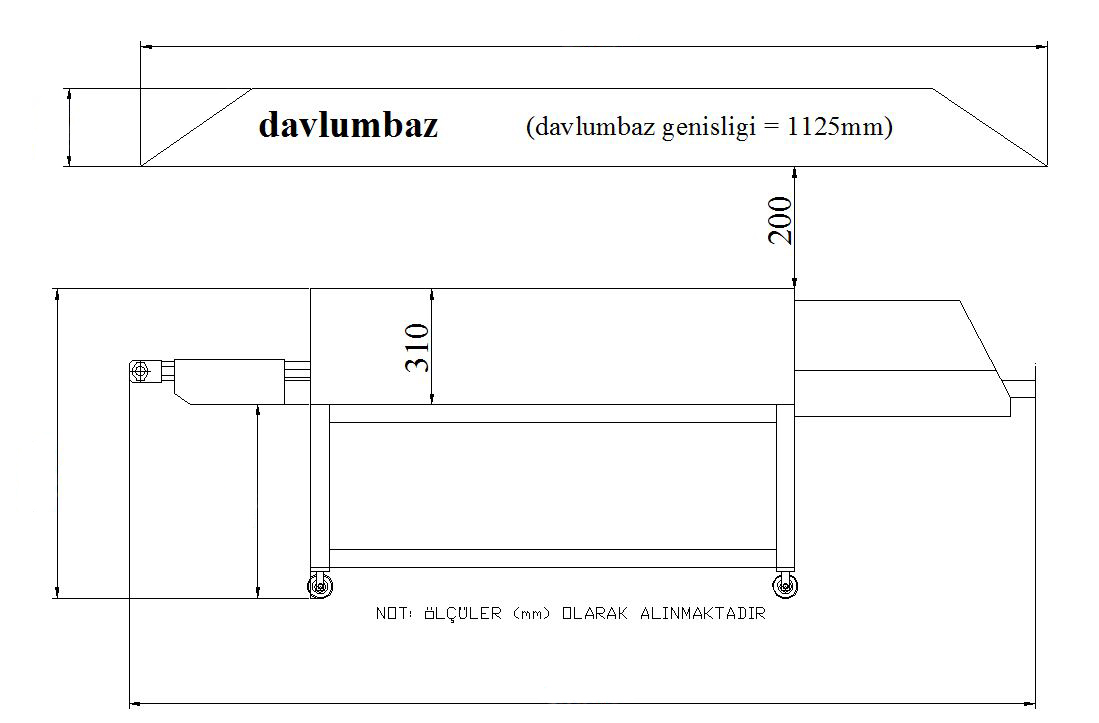 davlumbaz (davlumbaz genisligi = 1125mm)
200
310
NOT: ÖLÇÜLER (mm) OLARAK ALINMAKTADIR